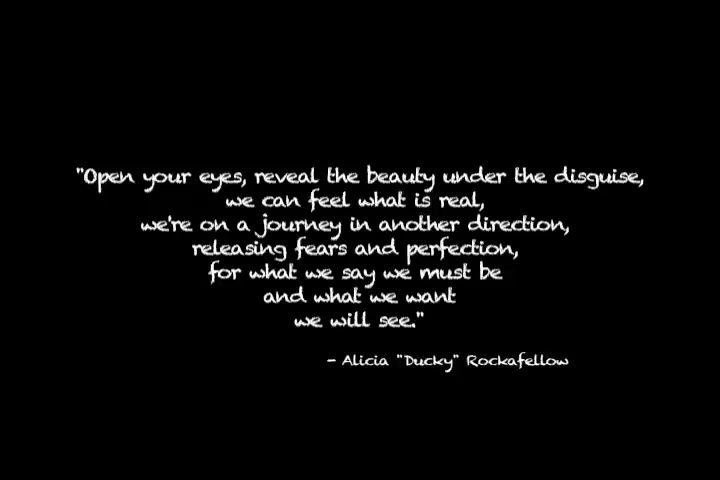 "Open your eyes, reveal the beauty under the disguise,
we can feel what is real,
we're on a journey in another direction,
releasing fears and perfection,
for what we say we must be
and what we want
we will see."
- Alicia "Ducky" Rockafellow